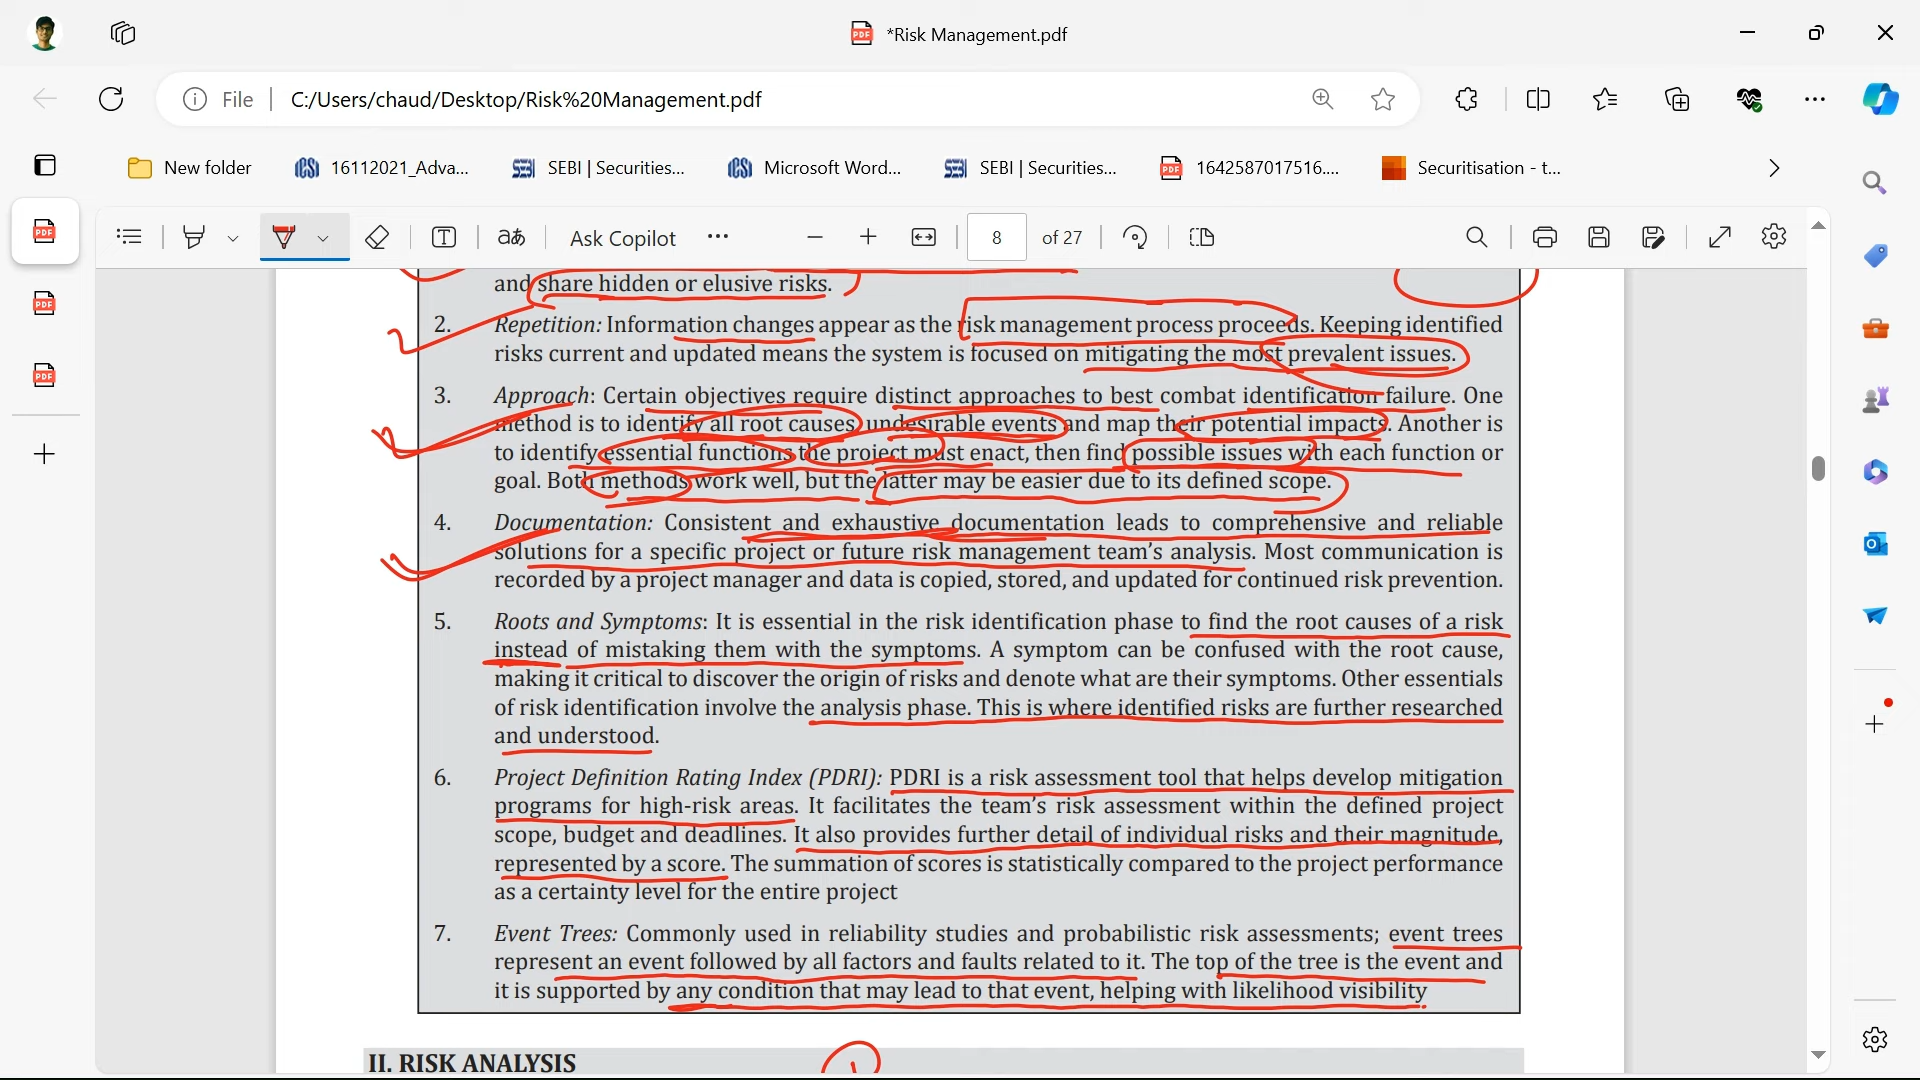 *Risk Management.pdf
File C:/Users/chaud/Desktop/Risk%20Management.pdf
New folder 16112021_Adva... SEBI | Securities... Microsoft Word... SEBI | Securities... 1642587017516.... Securitisation - t...
Ask Copilot 8 of 27
and share hidden or elusive risks.
2. Repetition: Information changes appear as the risk management process proceeds. Keeping identified
risks current and updated means the system is focused on mitigating the most prevalent issues.
3. Approach: Certain objectives require distinct approaches to best combat identification failure. One
method is to identify all root causes, undesirable events and map their potential impacts. Another is
to identify essential functions the project must enact, then find possible issues with each function or
goal. Both methods work well, but the latter may be easier due to its defined scope.
4. Documentation: Consistent and exhaustive documentation leads to comprehensive and reliable
solutions for a specific project or future risk management team's analysis. Most communication is
recorded by a project manager and data is copied, stored, and updated for continued risk prevention.
5. Roots and Symptoms: It is essential in the risk identification phase to find the root causes of a risk
instead of mistaking them with the symptoms. A symptom can be confused with the root cause,
making it critical to discover the origin of risks and denote what are their symptoms. Other essentials
of risk identification involve the analysis phase. This is where identified risks are further researched
and understood.
6. Project Definition Rating Index (PDRI): PDRI is a risk assessment tool that helps develop mitigation
programs for high-risk areas. It facilitates the team's risk assessment within the defined project
scope, budget and deadlines. It also provides further detail of individual risks and their magnitude,
represented by a score. The summation of scores is statistically compared to the project performance
as a certainty level for the entire project
7. Event Trees: Commonly used in reliability studies and probabilistic risk assessments; event trees
represent an event followed by all factors and faults related to it. The top of the tree is the event and
it is supported by any condition that may lead to that event, helping with likelihood visibility
II. RISK ANALYSIS